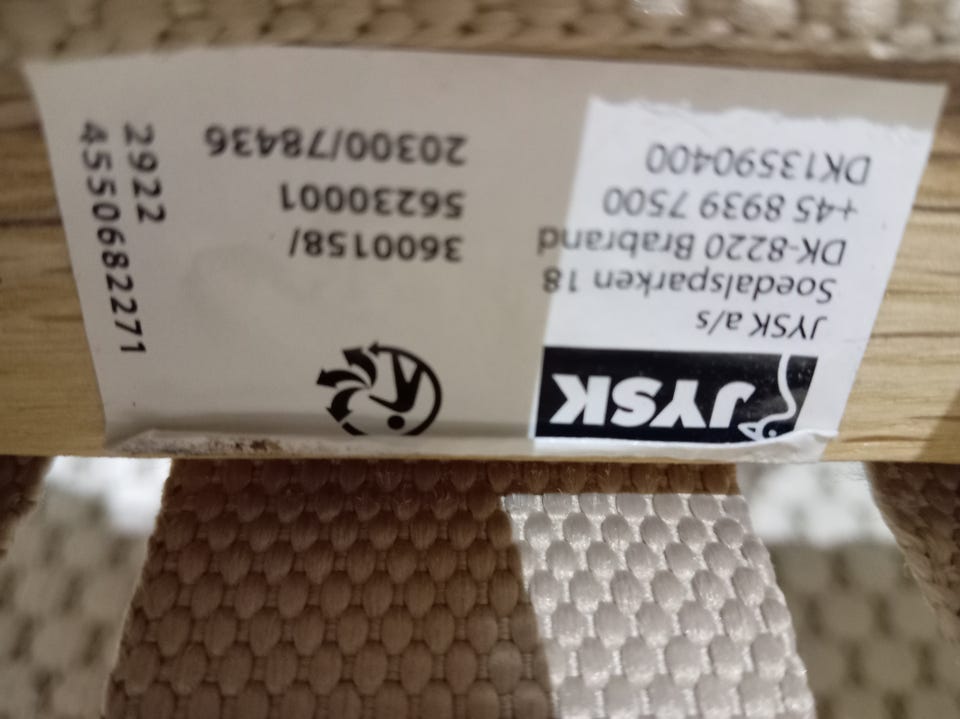 JYSK
JYSK a/s
Soedalsparken 18
DK-8220 Brabrand
+45 8939 7500
DK13590400
3600158/
56230001
20300/78436
2922
4550682271